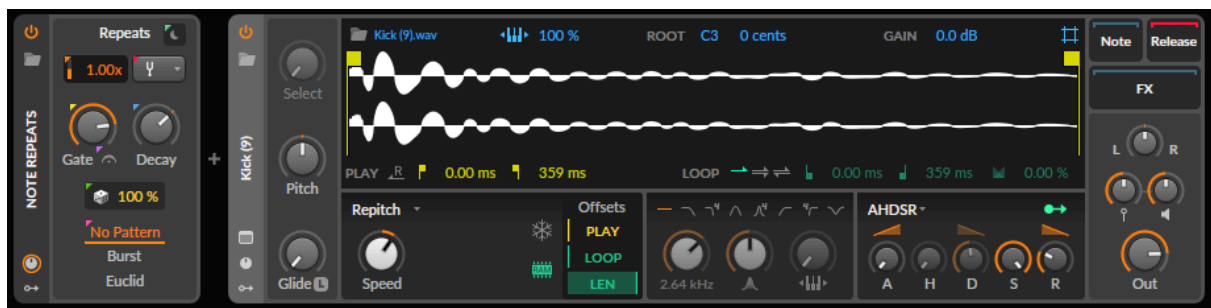 NOTE REPEATS
Repeats
1.00x
Gate
Decay
100 %
No Pattern
Burst
Euclid
+
Kick (9)
Select
Pitch
Glide L
Kick (9).wav
100 %
ROOT C3 0 cents
GAIN 0.0 dB
PLAY R 0.00 ms 359 ms
LOOP 0.00 ms 359 ms 0.00 %
Repitch
Speed
RAM
Offsets
PLAY
LOOP
LEN
2.64 kHz
AHDSR
A H D S R
Note Release
FX
L R
Out